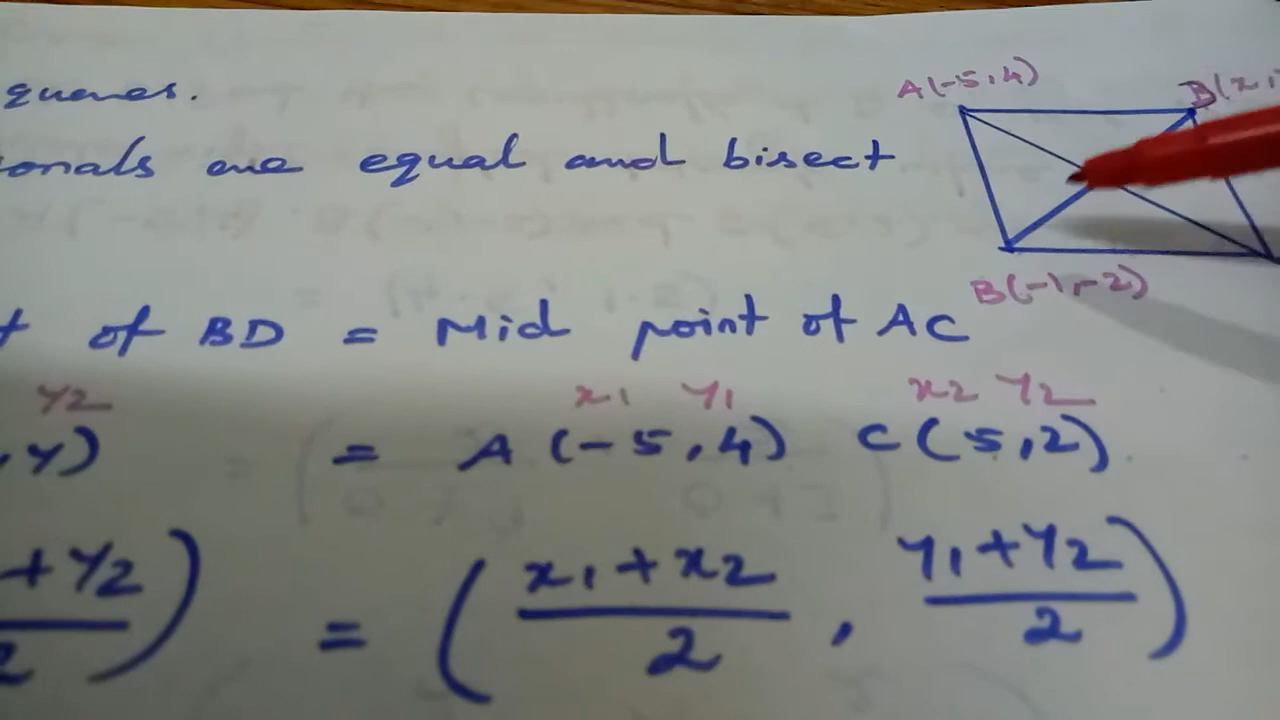 A(-5,4)
B(x,
quares.
onals are equal and bisect
B(-1,-2)
t of BD = Mid point of AC
y2 x1 y1 x2 y2
,y) = A(-5,4) C(5,2)
+y2/2) = (x1+x2/2, y1+y2/2)